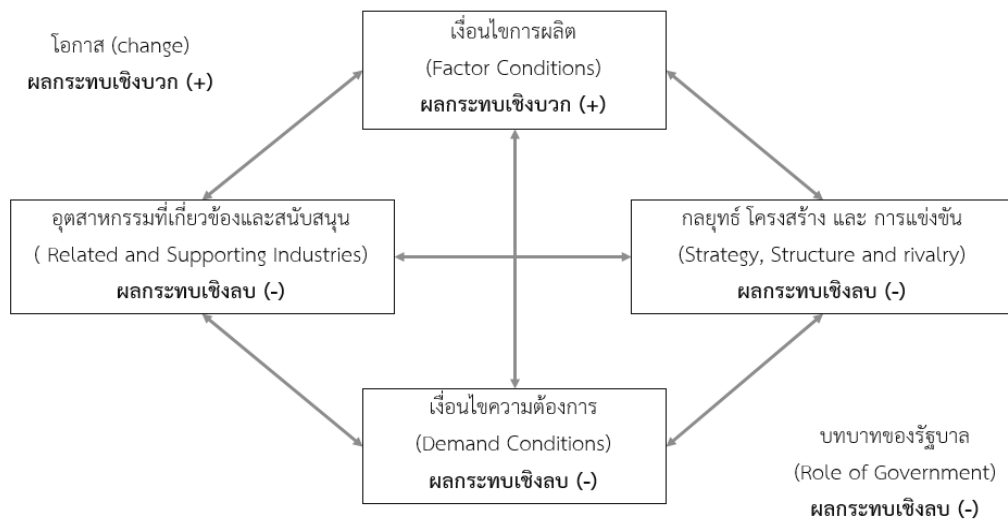 โอกาส (change)
ผลกระทบเชิงบวก (+)
เงื่อนไขการผลิต
(Factor Conditions)
ผลกระทบเชิงบวก (+)
อุตสาหกรรมที่เกี่ยวข้องและสนับสนุน
( Related and Supporting Industries)
ผลกระทบเชิงลบ (-)
กลยุทธ์ โครงสร้าง และ การแข่งขัน
(Strategy, Structure and rivalry)
ผลกระทบเชิงลบ (-)
เงื่อนไขความต้องการ
(Demand Conditions)
ผลกระทบเชิงลบ (-)
บทบาทของรัฐบาล
(Role of Government)
ผลกระทบเชิงลบ (-)